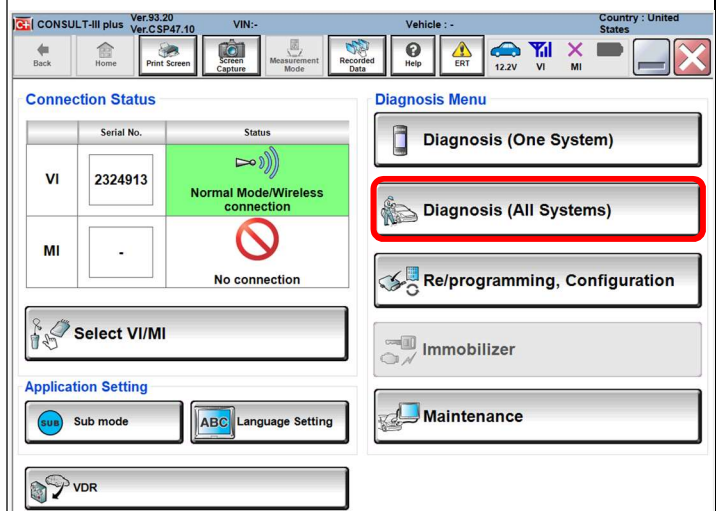 C+ CONSULT-III plus Ver.93.20 Ver.CSP47.10 VIN:- Vehicle : - Country : United States
Back
Home
Print Screen
Screen Capture
Measurement Mode
Recorded Data
Help
ERT
12.2V
VI
MI
Connection Status
Serial No. Status
VI 2324913 Normal Mode/Wireless
connection
MI - No connection
Select VI/MI
Application Setting
SUB Sub mode
ABC Language Setting
VDR
Diagnosis Menu
Diagnosis (One System)
Diagnosis (All Systems)
Re/programming, Configuration
Immobilizer
Maintenance